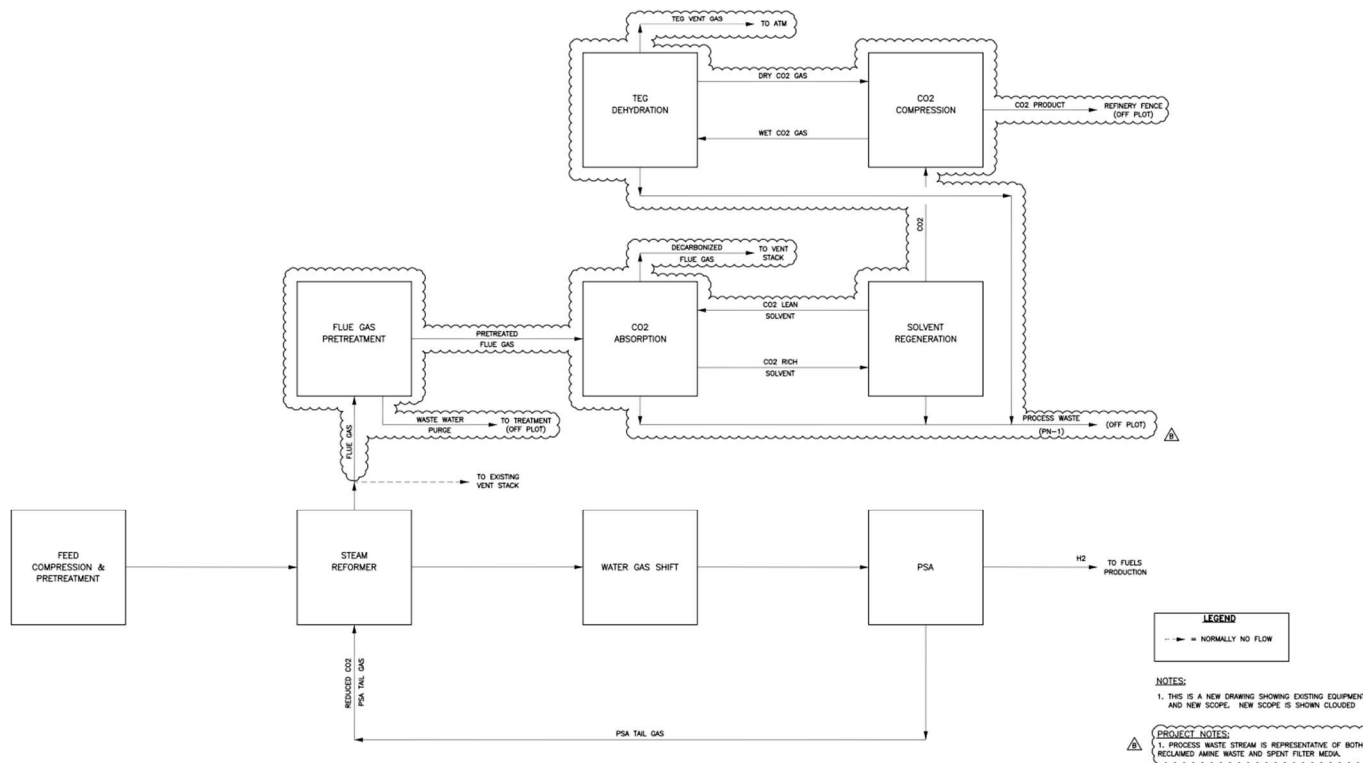 TEG VENT GAS
TO ATM
TEG
DEHYDRATION
DRY CO2 GAS
WET CO2 GAS
CO2
COMPRESSION
CO2 PRODUCT
REFINERY FENCE
(OFF PLOT)
CO2
DECARBONIZED
FLUE GAS
TO VENT
STACK
FLUE GAS
PRETREATMENT
PRETREATED
FLUE GAS
CO2
ABSORPTION
CO2 LEAN
SOLVENT
CO2 RICH
SOLVENT
SOLVENT
REGENERATION
WASTE WATER
PURGE
TO TREATMENT
(OFF PLOT)
PROCESS WASTE
(PN-1)
(OFF PLOT)
B
FLUE GAS
TO EXISTING
VENT STACK
FEED
COMPRESSION &
PRETREATMENT
STEAM
REFORMER
WATER GAS SHIFT
PSA
H2
TO FUELS
PRODUCTION
REDUCED CO2
PSA TAIL GAS
PSA TAIL GAS
LEGEND
= NORMALLY NO FLOW
NOTES:
1. THIS IS A NEW DRAWING SHOWING EXISTING EQUIPMENT
AND NEW SCOPE. NEW SCOPE IS SHOWN CLOUDED
B
PROJECT NOTES:
1. PROCESS WASTE STREAM IS REPRESENTATIVE OF BOTH
RECLAIMED AMINE WASTE AND SPENT FILTER MEDIA.